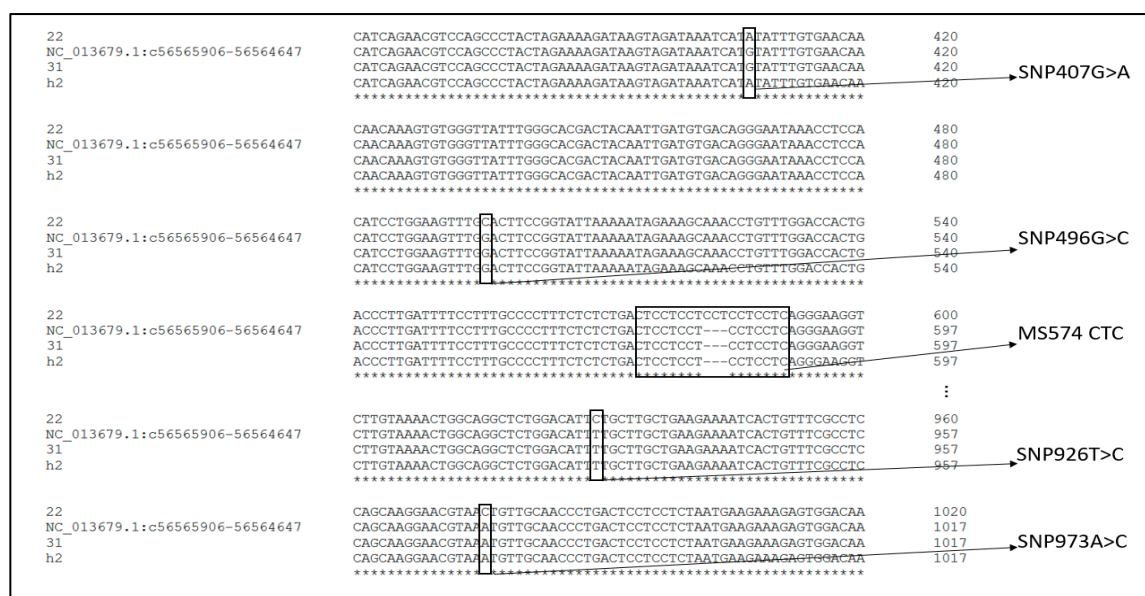 22 CATCAGAACGTCCAGCCCTACTAGAAAAGATAAGTAGATAAATCATATATTTGTGAACAA 420
NC_013679.1:c56565906-56564647 CATCAGAACGTCCAGCCCTACTAGAAAAGATAAGTAGATAAATCATGTATTTGTGAACAA 420
31 CATCAGAACGTCCAGCCCTACTAGAAAAGATAAGTAGATAAATCATGTATTTGTGAACAA 420
h2 CATCAGAACGTCCAGCCCTACTAGAAAAGATAAGTAGATAAATCATATATTTGTGAACAA 420
SNP407G>A
********************************************** *************
22 CAACAAAGTGTGGGTTATTTGGGCACGACTACAATTGATGTGACAGGGAATAAACCTCCA 480
NC_013679.1:c56565906-56564647 CAACAAAGTGTGGGTTATTTGGGCACGACTACAATTGATGTGACAGGGAATAAACCTCCA 480
31 CAACAAAGTGTGGGTTATTTGGGCACGACTACAATTGATGTGACAGGGAATAAACCTCCA 480
h2 CAACAAAGTGTGGGTTATTTGGGCACGACTACAATTGATGTGACAGGGAATAAACCTCCA 480
************************************************************
22 CATCCTGGAAGTTTGCACTTCCGGTATTAAAAATAGAAAGCAAACCTGTTTGGACCACTG 540
NC_013679.1:c56565906-56564647 CATCCTGGAAGTTTGGACTTCCGGTATTAAAAATAGAAAGCAAACCTGTTTGGACCACTG 540
31 CATCCTGGAAGTTTGGACTTCCGGTATTAAAAATAGAAAGCAAACCTGTTTGGACCACTG 540
h2 CATCCTGGAAGTTTGGACTTCCGGTATTAAAAATAGAAAGCAAACCTGTTTGGACCACTG 540
SNP496G>C
*************** ********************************************
22 ACCCTTGATTTTCCTTTGCCCCTTTCTCTCTGACTCCTCCTCCTCCTCCTCAGGGAAGGT 600
NC_013679.1:c56565906-56564647 ACCCTTGATTTTCCTTTGCCCCTTTCTCTCTGACTCCTCCT---CCTCCTCAGGGAAGGT 597
31 ACCCTTGATTTTCCTTTGCCCCTTTCTCTCTGACTCCTCCT---CCTCCTCAGGGAAGGT 597
h2 ACCCTTGATTTTCCTTTGCCCCTTTCTCTCTGACTCCTCCT---CCTCCTCAGGGAAGGT 597
MS574 CTC
*****************************************   ****************
...
22 CTTGTAAAACTGGCAGGCTCTGGACATTCTGCTTGCTGAAGAAAATCACTGTTTCGCCTC 960
NC_013679.1:c56565906-56564647 CTTGTAAAACTGGCAGGCTCTGGACATTTTGCTTGCTGAAGAAAATCACTGTTTCGCCTC 957
31 CTTGTAAAACTGGCAGGCTCTGGACATTTTGCTTGCTGAAGAAAATCACTGTTTCGCCTC 957
h2 CTTGTAAAACTGGCAGGCTCTGGACATTTTGCTTGCTGAAGAAAATCACTGTTTCGCCTC 957
SNP926T>C
**************************** *******************************
22 CAGCAAGGAACGTAACTGTTGCAACCCTGACTCCTCCTCTAATGAAGAAAGAGTGGACAA 1020
NC_013679.1:c56565906-56564647 CAGCAAGGAACGTAAATGTTGCAACCCTGACTCCTCCTCTAATGAAGAAAGAGTGGACAA 1017
31 CAGCAAGGAACGTAAATGTTGCAACCCTGACTCCTCCTCTAATGAAGAAAGAGTGGACAA 1017
h2 CAGCAAGGAACGTAAATGTTGCAACCCTGACTCCTCCTCTAATGAAGAAAGAGTGGACAA 1017
SNP973A>C
*************** ********************************************